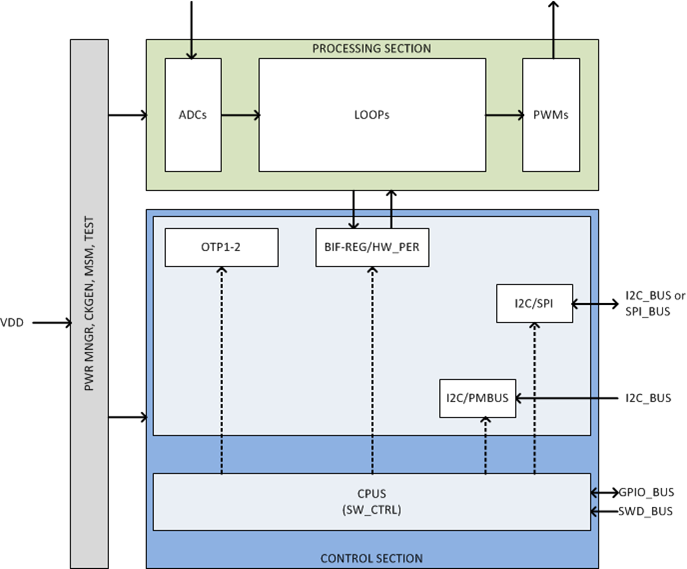 PROCESSING SECTION
ADCs
LOOPs
PWMs
PWR MNGR, CKGEN, MSM, TEST
OTP1-2
BIF-REG/HW_PER
I2C/SPI
I2C_BUS or
SPI_BUS
VDD
I2C/PMBUS
I2C_BUS
CPUS
(SW_CTRL)
GPIO_BUS
SWD_BUS
CONTROL SECTION